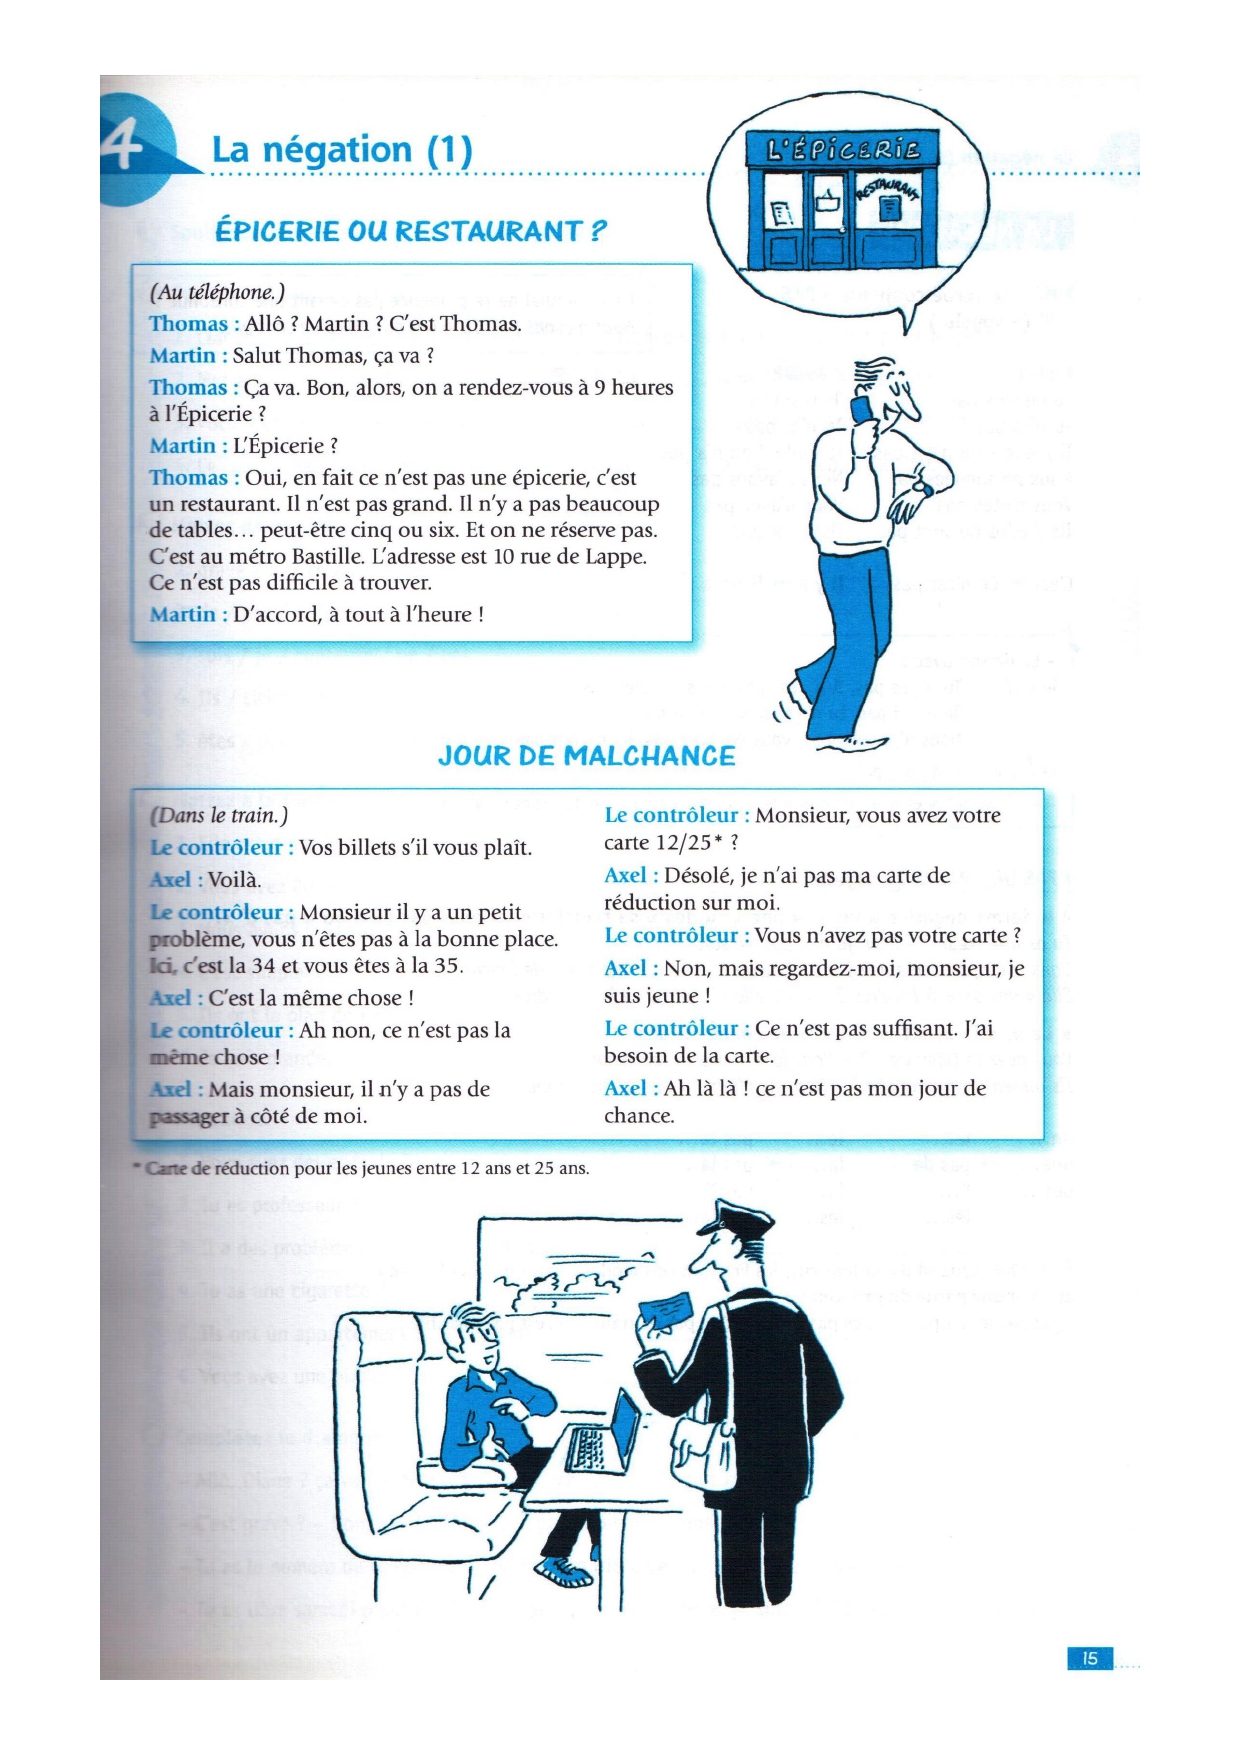 4
La négation (1)
L'ÉPICERIE
RESTAURANT
ÉPICERIE OU RESTAURANT ?
(Au téléphone.)
Thomas : Allô ? Martin ? C'est Thomas.
Martin : Salut Thomas, ça va ?
Thomas : Ça va. Bon, alors, on a rendez-vous à 9 heures
à l'Épicerie ?
Martin : L'Épicerie ?
Thomas : Oui, en fait ce n'est pas une épicerie, c'est
un restaurant. Il n'est pas grand. Il n'y a pas beaucoup
de tables… peut-être cinq ou six. Et on ne réserve pas.
C'est au métro Bastille. L'adresse est 10 rue de Lappe.
Ce n'est pas difficile à trouver.
Martin : D'accord, à tout à l'heure !
JOUR DE MALCHANCE
(Dans le train.)
Le contrôleur : Vos billets s'il vous plaît.
Axel : Voilà.
Le contrôleur : Monsieur il y a un petit
problème, vous n'êtes pas à la bonne place.
Ici, c'est la 34 et vous êtes à la 35.
Axel : C'est la même chose !
Le contrôleur : Ah non, ce n'est pas la
même chose !
Axel : Mais monsieur, il n'y a pas de
passager à côté de moi.
Le contrôleur : Monsieur, vous avez votre
carte 12/25* ?
Axel : Désolé, je n'ai pas ma carte de
réduction sur moi.
Le contrôleur : Vous n'avez pas votre carte ?
Axel : Non, mais regardez-moi, monsieur, je
suis jeune !
Le contrôleur : Ce n'est pas suffisant. J'ai
besoin de la carte.
Axel : Ah là là ! ce n'est pas mon jour de
chance.
* Carte de réduction pour les jeunes entre 12 ans et 25 ans.
15